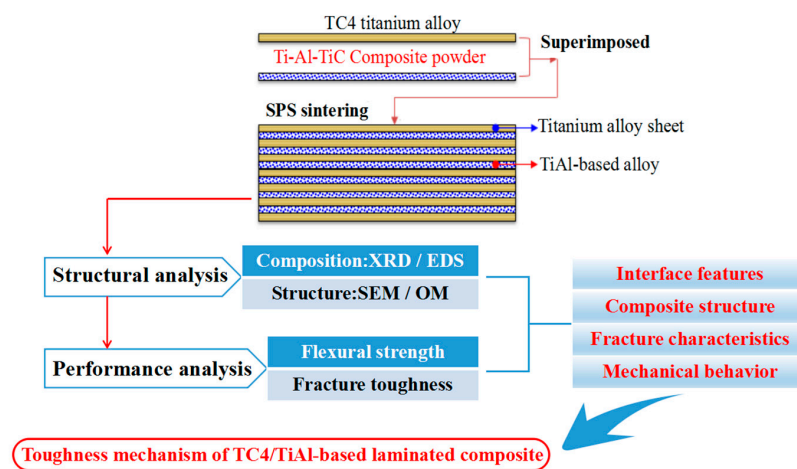 TC4 titanium alloy
Superimposed
Ti-Al-TiC Composite powder
SPS sintering
Titanium alloy sheet
TiAl-based alloy
Structural analysis
Composition:XRD / EDS
Structure:SEM / OM
Performance analysis
Flexural strength
Fracture toughness
Interface features
Composite structure
Fracture characteristics
Mechanical behavior
Toughness mechanism of TC4/TiAl-based laminated composite